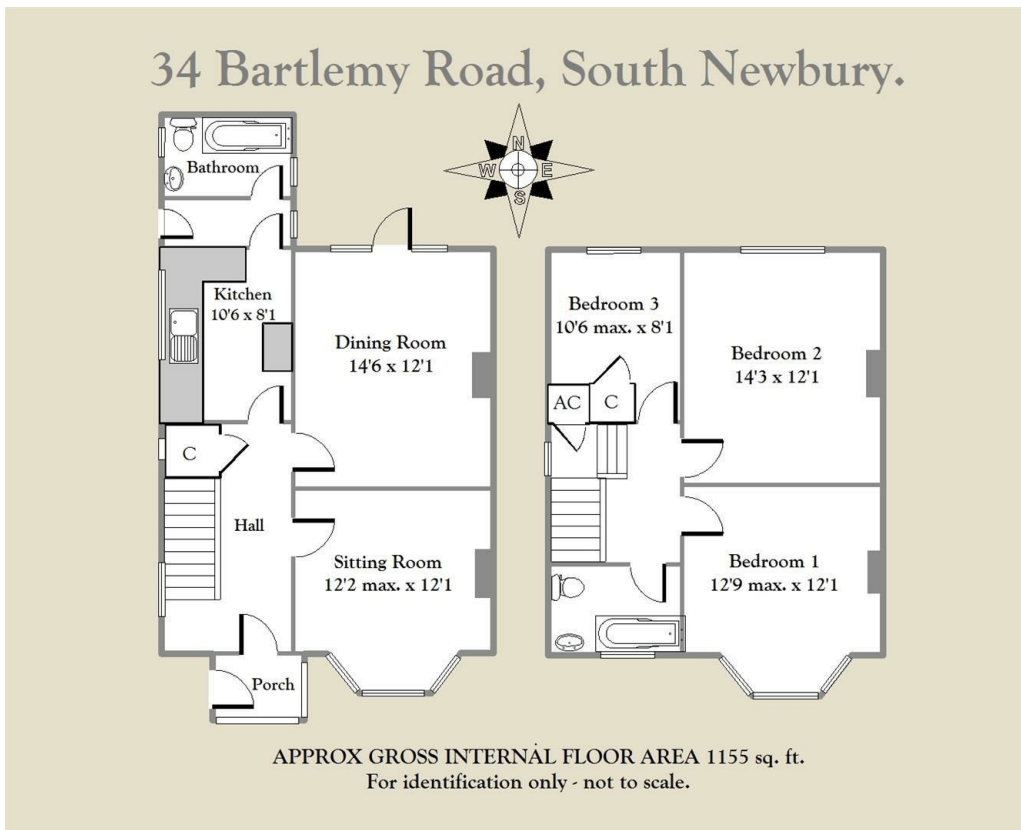 34 Bartlemy Road, South Newbury.
N
W E
S
Bathroom
Kitchen
10'6 x 8'1
Dining Room
14'6 x 12'1
C
Hall
Sitting Room
12'2 max. x 12'1
Porch
Bedroom 3
10'6 max. x 8'1
Bedroom 2
14'3 x 12'1
AC
C
Bedroom 1
12'9 max. x 12'1
APPROX GROSS INTERNAL FLOOR AREA 1155 sq. ft.
For identification only - not to scale.